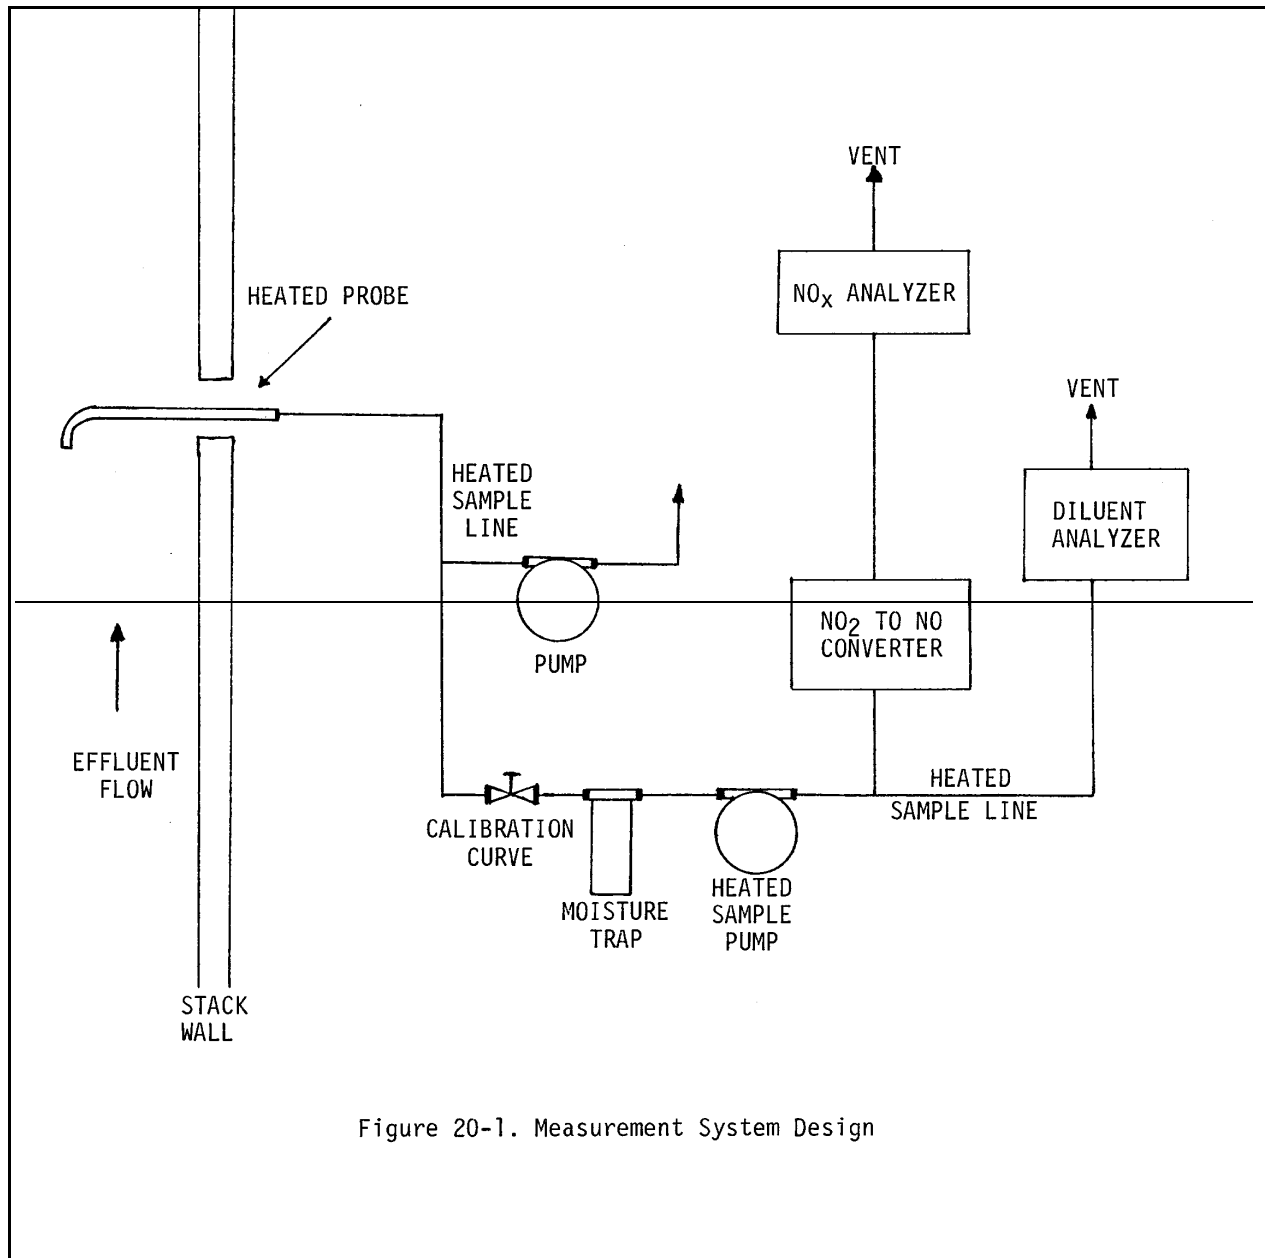 VENT
NOx ANALYZER
HEATED PROBE
VENT
HEATED
SAMPLE
LINE
DILUENT
ANALYZER
NO2 TO NO
CONVERTER
PUMP
EFFLUENT
FLOW
HEATED
SAMPLE LINE
CALIBRATION
CURVE
HEATED
SAMPLE
PUMP
MOISTURE
TRAP
STACK
WALL
Figure 20-1. Measurement System Design